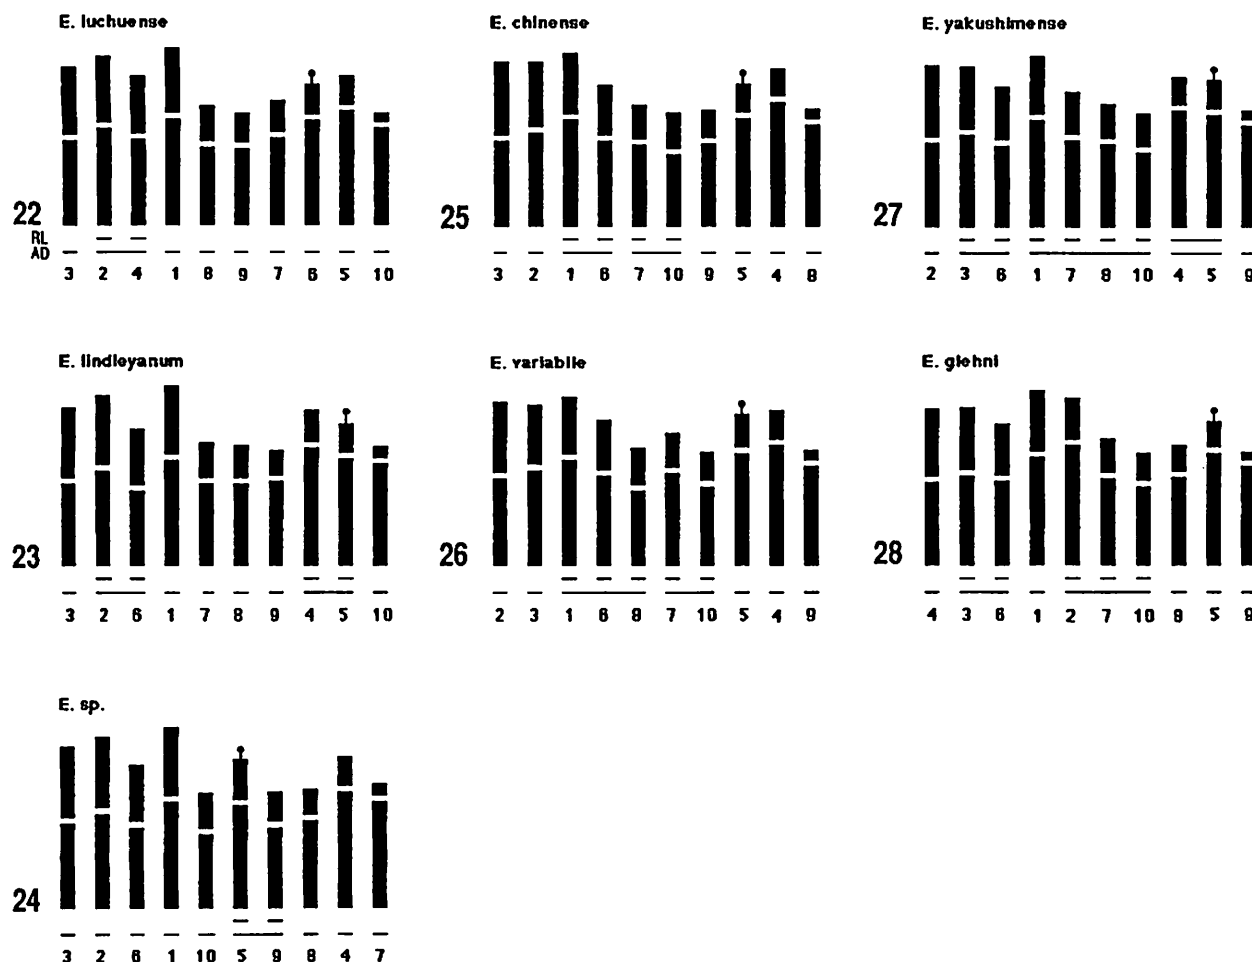 E. luchuense
22
RL
AD
3 2 4 1 8 9 7 6 5 10
E. chinense
25
3 2 1 6 7 10 9 5 4 8
E. yakushimense
27
2 3 6 1 7 8 10 4 5 9
E. lindleyanum
23
3 2 6 1 7 8 9 4 5 10
E. variabile
26
2 3 1 6 8 7 10 5 4 9
E. glehni
28
4 3 6 1 2 7 10 8 5 9
E. sp.
24
3 2 6 1 10 5 9 8 4 7